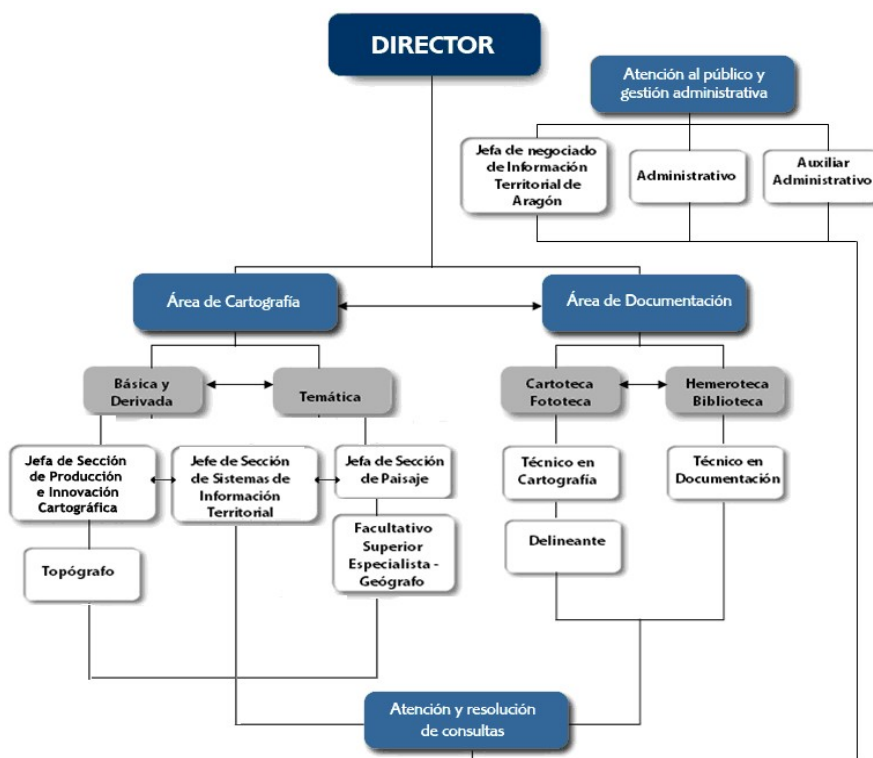 DIRECTOR
Atención al público y
gestión administrativa
Jefa de negociado
de Información
Territorial de
Aragón
Administrativo
Auxiliar
Administrativo
Área de Cartografía
Área de Documentación
Básica y
Derivada
Temática
Cartoteca
Fototeca
Hemeroteca
Biblioteca
Jefa de Sección
de Producción
e Innovación
Cartográfica
Jefe de Sección
de Sistemas de
Información
Territorial
Jefa de Sección
de Paisaje
Técnico en
Cartografía
Técnico en
Documentación
Topógrafo
Facultativo
Superior
Especialista -
Geógrafo
Delineante
Atención y resolución
de consultas